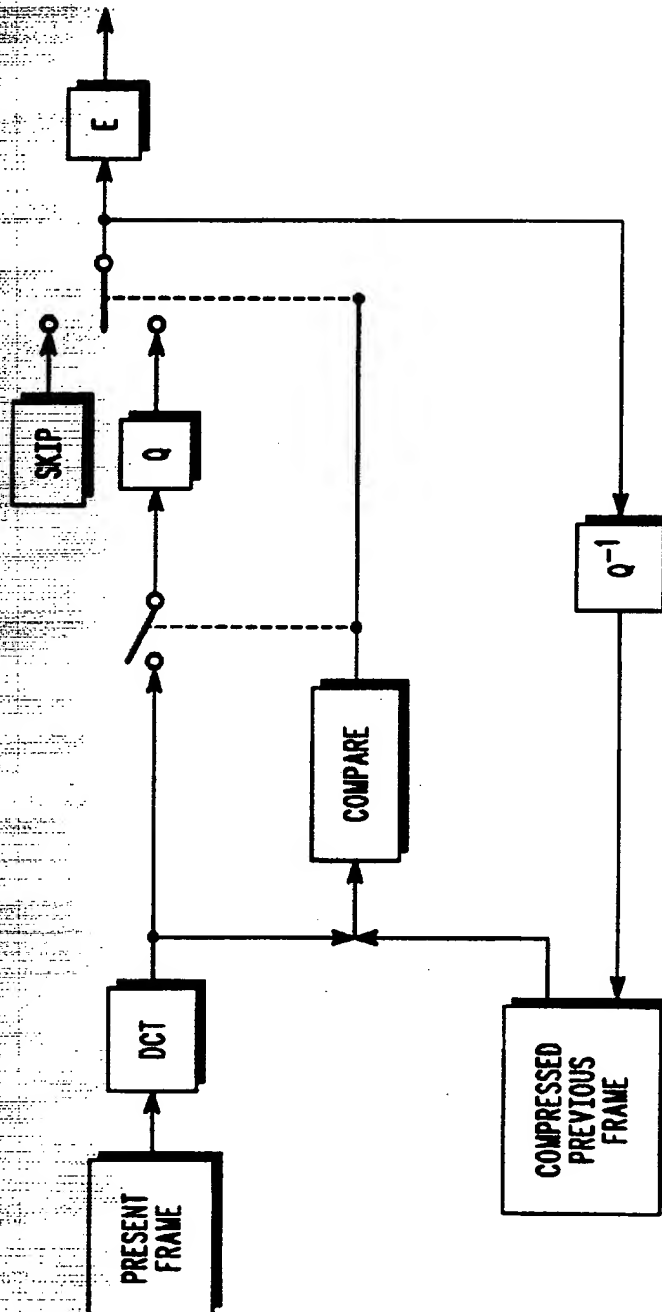 PRESENT
FRAME
DCT
COMPARE
Q
SKIP
E
COMPRESSED
PREVIOUS
FRAME
Q⁻¹